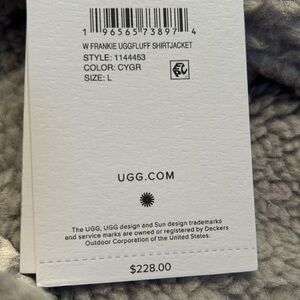 1 96565 73897 4
W FRANKIE UGGFLUFF SHIRTJACKET
STYLE: 1144453
COLOR: CYGR
SIZE: L
UGG.COM
The UGG, UGG design and Sun design trademarks
and service marks are owned or registered by Deckers
Outdoor Corporation of the United States.
$228.00